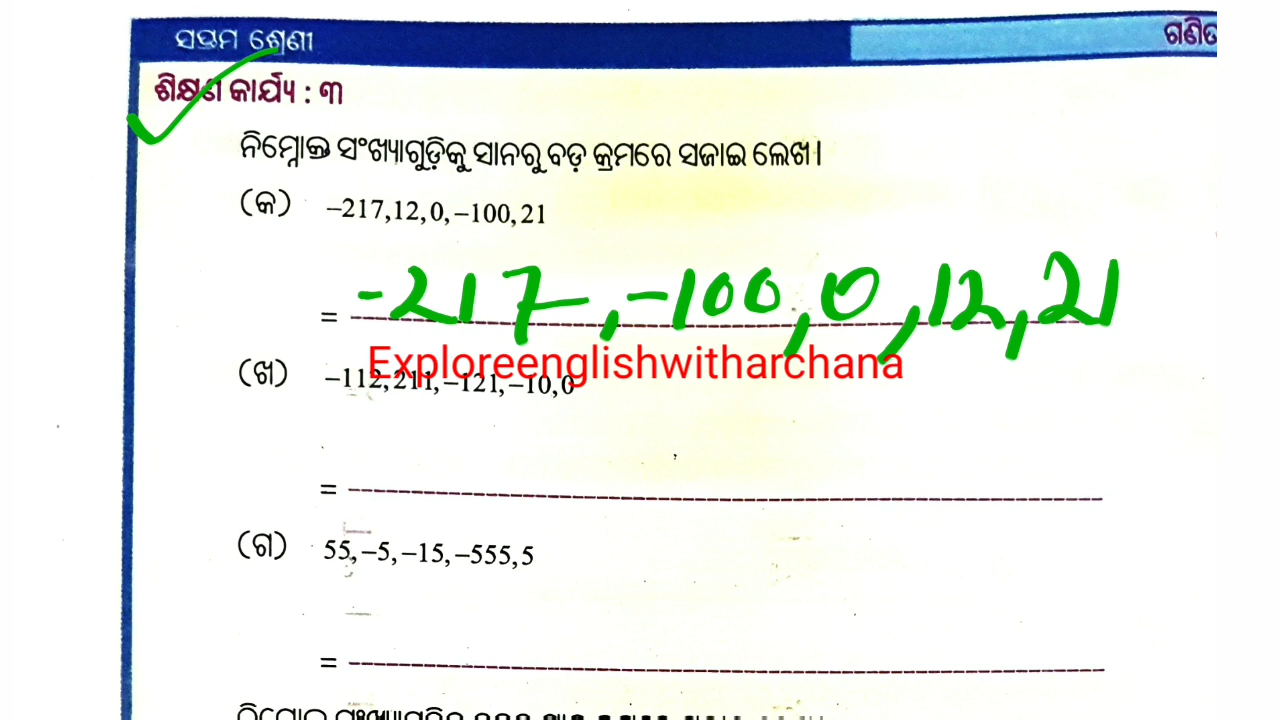 ସପ୍ତମ ଶ୍ରେଣୀ
ଗଣିତ
ଶିକ୍ଷଣ କାର୍ଯ୍ୟ : ୩
ନିମ୍ନୋକ୍ତ ସଂଖ୍ୟାଗୁଡ଼ିକୁ ସାନରୁ ବଡ଼ କ୍ରମରେ ସଜାଇ ଲେଖ।
(କ) –217, 12, 0, –100, 21
= -217, -100, 0, 12, 21
Exploreenglishwitharchana
(ଖ) –112, 211, –121, –10, 0
=
(ଗ) 55, –5, –15, –555, 5
=